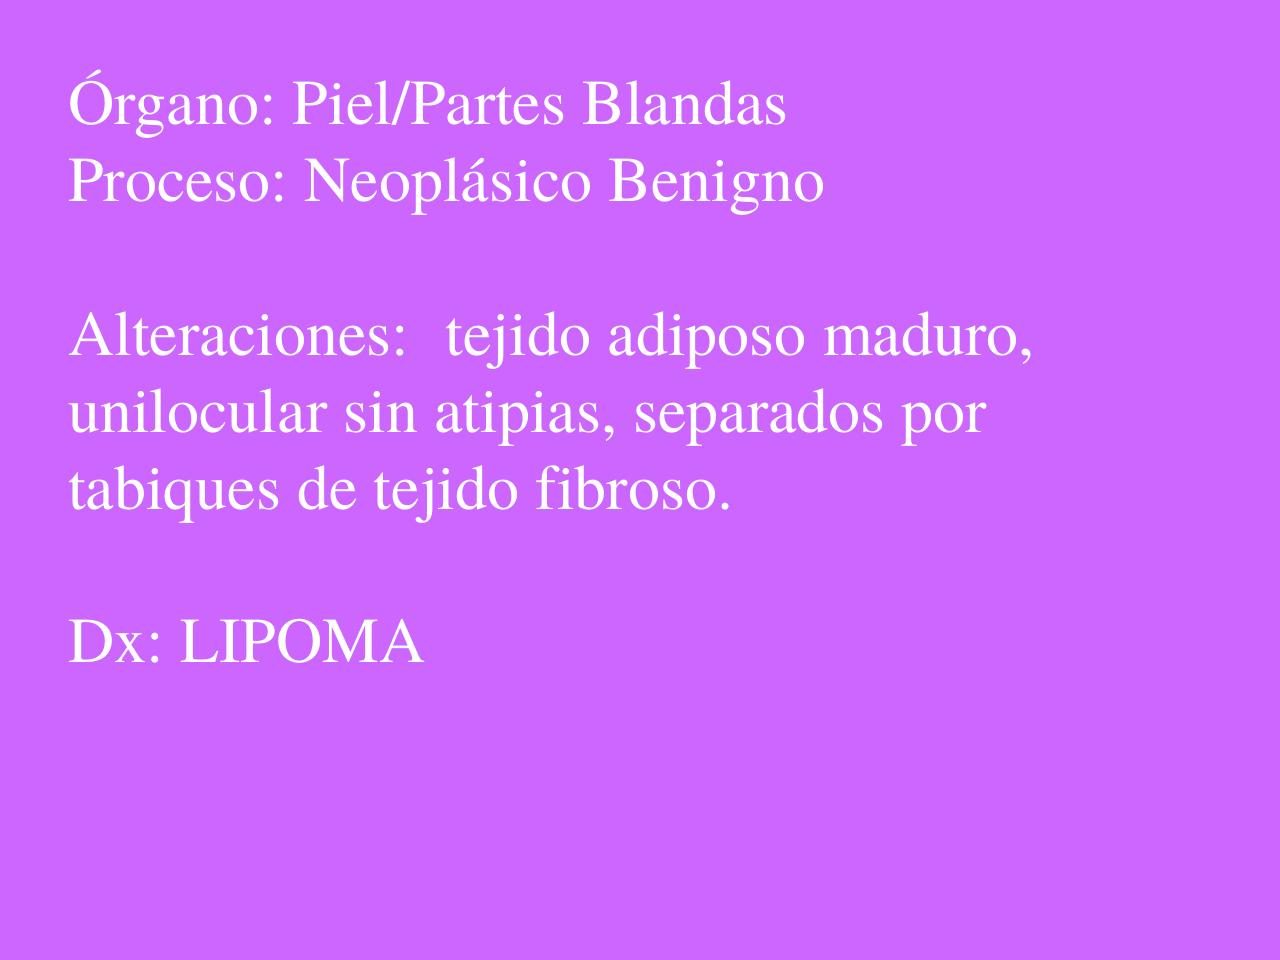 Órgano: Piel/Partes Blandas
Proceso: Neoplásico Benigno
Alteraciones:  tejido adiposo maduro,
unilocular sin atipias, separados por
tabiques de tejido fibroso.
Dx: LIPOMA